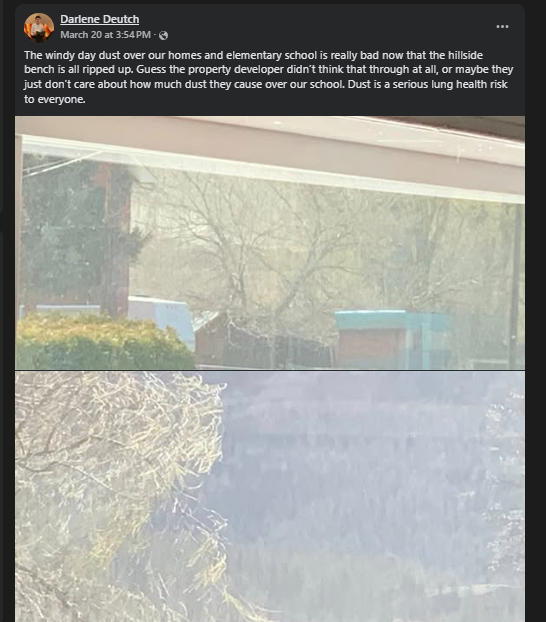 Darlene Deutch
March 20 at 3:54 PM ·
The windy day dust over our homes and elementary school is really bad now that the hillside
bench is all ripped up. Guess the property developer didn't think that through at all, or maybe they
just don't care about how much dust they cause over our school. Dust is a serious lung health risk
to everyone.